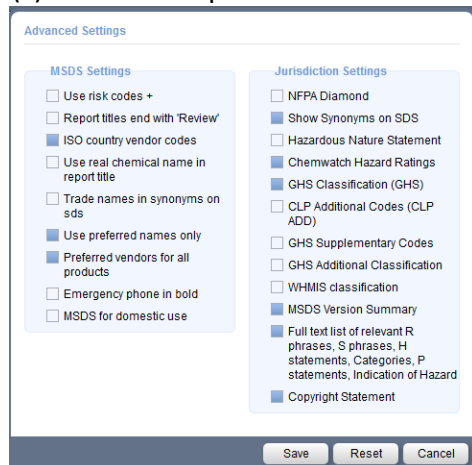 Advanced Settings
MSDS Settings
Use risk codes +
Report titles end with 'Review'
ISO country vendor codes
Use real chemical name in
report title
Trade names in synonyms on
sds
Use preferred names only
Preferred vendors for all
products
Emergency phone in bold
MSDS for domestic use
Jurisdiction Settings
NFPA Diamond
Show Synonyms on SDS
Hazardous Nature Statement
Chemwatch Hazard Ratings
GHS Classification (GHS)
CLP Additional Codes (CLP
ADD)
GHS Supplementary Codes
GHS Additional Classification
WHMIS classification
MSDS Version Summary
Full text list of relevant R
phrases, S phrases, H
statements, Categories, P
statements, Indication of Hazard
Copyright Statement
Save Reset Cancel